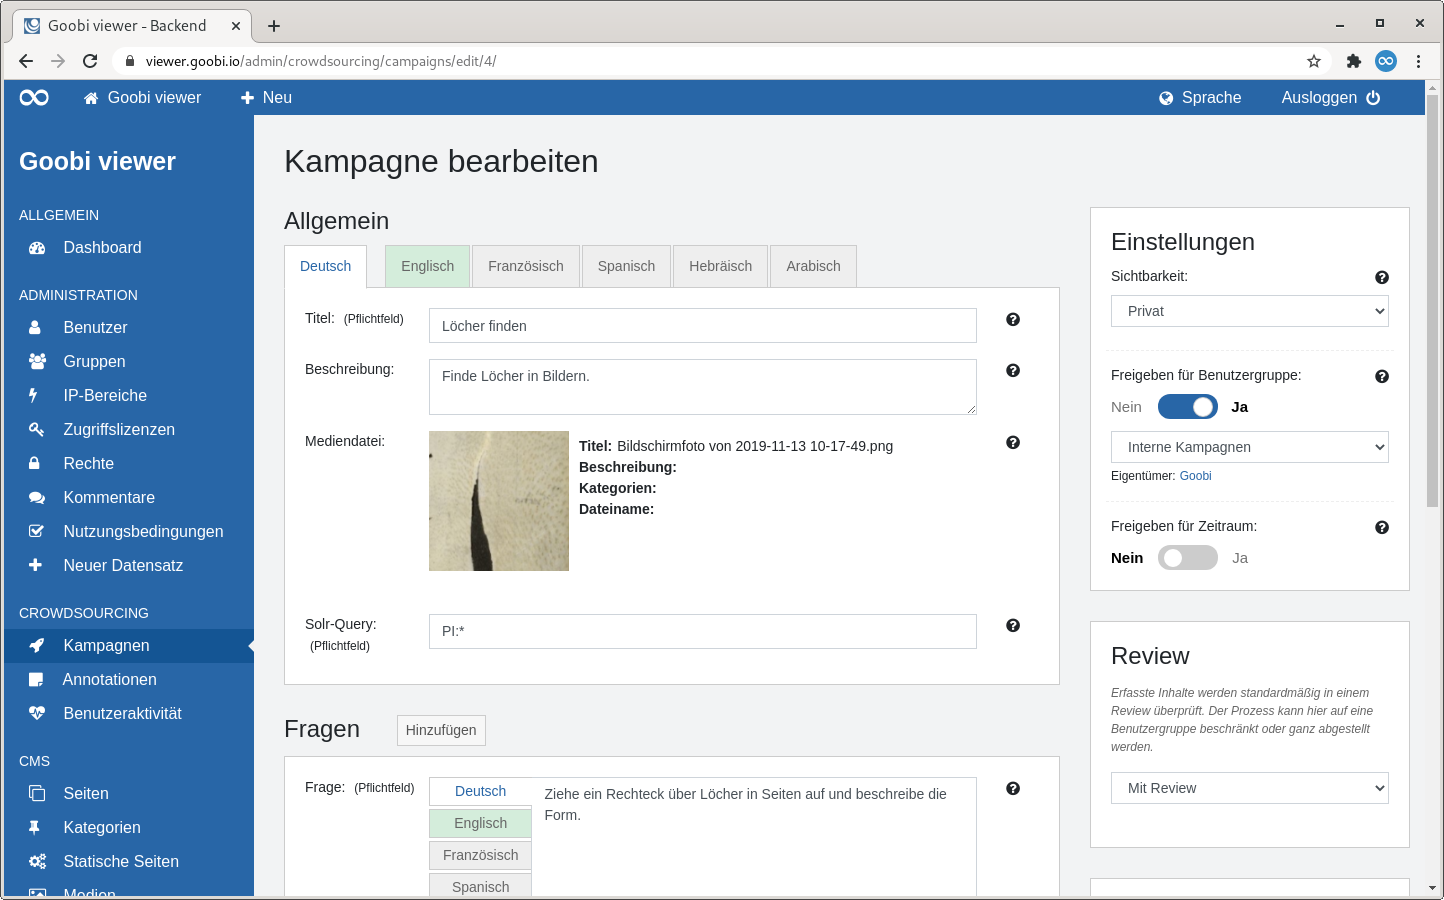 Goobi viewer - Backend
viewer.goobi.io/admin/crowdsourcing/campaigns/edit/4/
Goobi viewer
Neu
Sprache
Ausloggen
Goobi viewer
ALLGEMEIN
Dashboard
ADMINISTRATION
Benutzer
Gruppen
IP-Bereiche
Zugriffslizenzen
Rechte
Kommentare
Nutzungsbedingungen
Neuer Datensatz
CROWDSOURCING
Kampagnen
Annotationen
Benutzeraktivität
CMS
Seiten
Kategorien
Statische Seiten
Medien
Kampagne bearbeiten
Allgemein
Deutsch
Englisch
Französisch
Spanisch
Hebräisch
Arabisch
Titel: (Pflichtfeld)
Löcher finden
Beschreibung:
Finde Löcher in Bildern.
Mediendatei:
Titel: Bildschirmfoto von 2019-11-13 10-17-49.png
Beschreibung:
Kategorien:
Dateiname:
Solr-Query:
(Pflichtfeld)
PI:*
Fragen
Hinzufügen
Frage: (Pflichtfeld)
Deutsch
Englisch
Französisch
Spanisch
Ziehe ein Rechteck über Löcher in Seiten auf und beschreibe die
Form.
Einstellungen
Sichtbarkeit:
Privat
Freigeben für Benutzergruppe:
Nein
Ja
Interne Kampagnen
Eigentümer: Goobi
Freigeben für Zeitraum:
Nein
Ja
Review
Erfasste Inhalte werden standardmäßig in einem
Review überprüft. Der Prozess kann hier auf eine
Benutzergruppe beschränkt oder ganz abgestellt
werden.
Mit Review